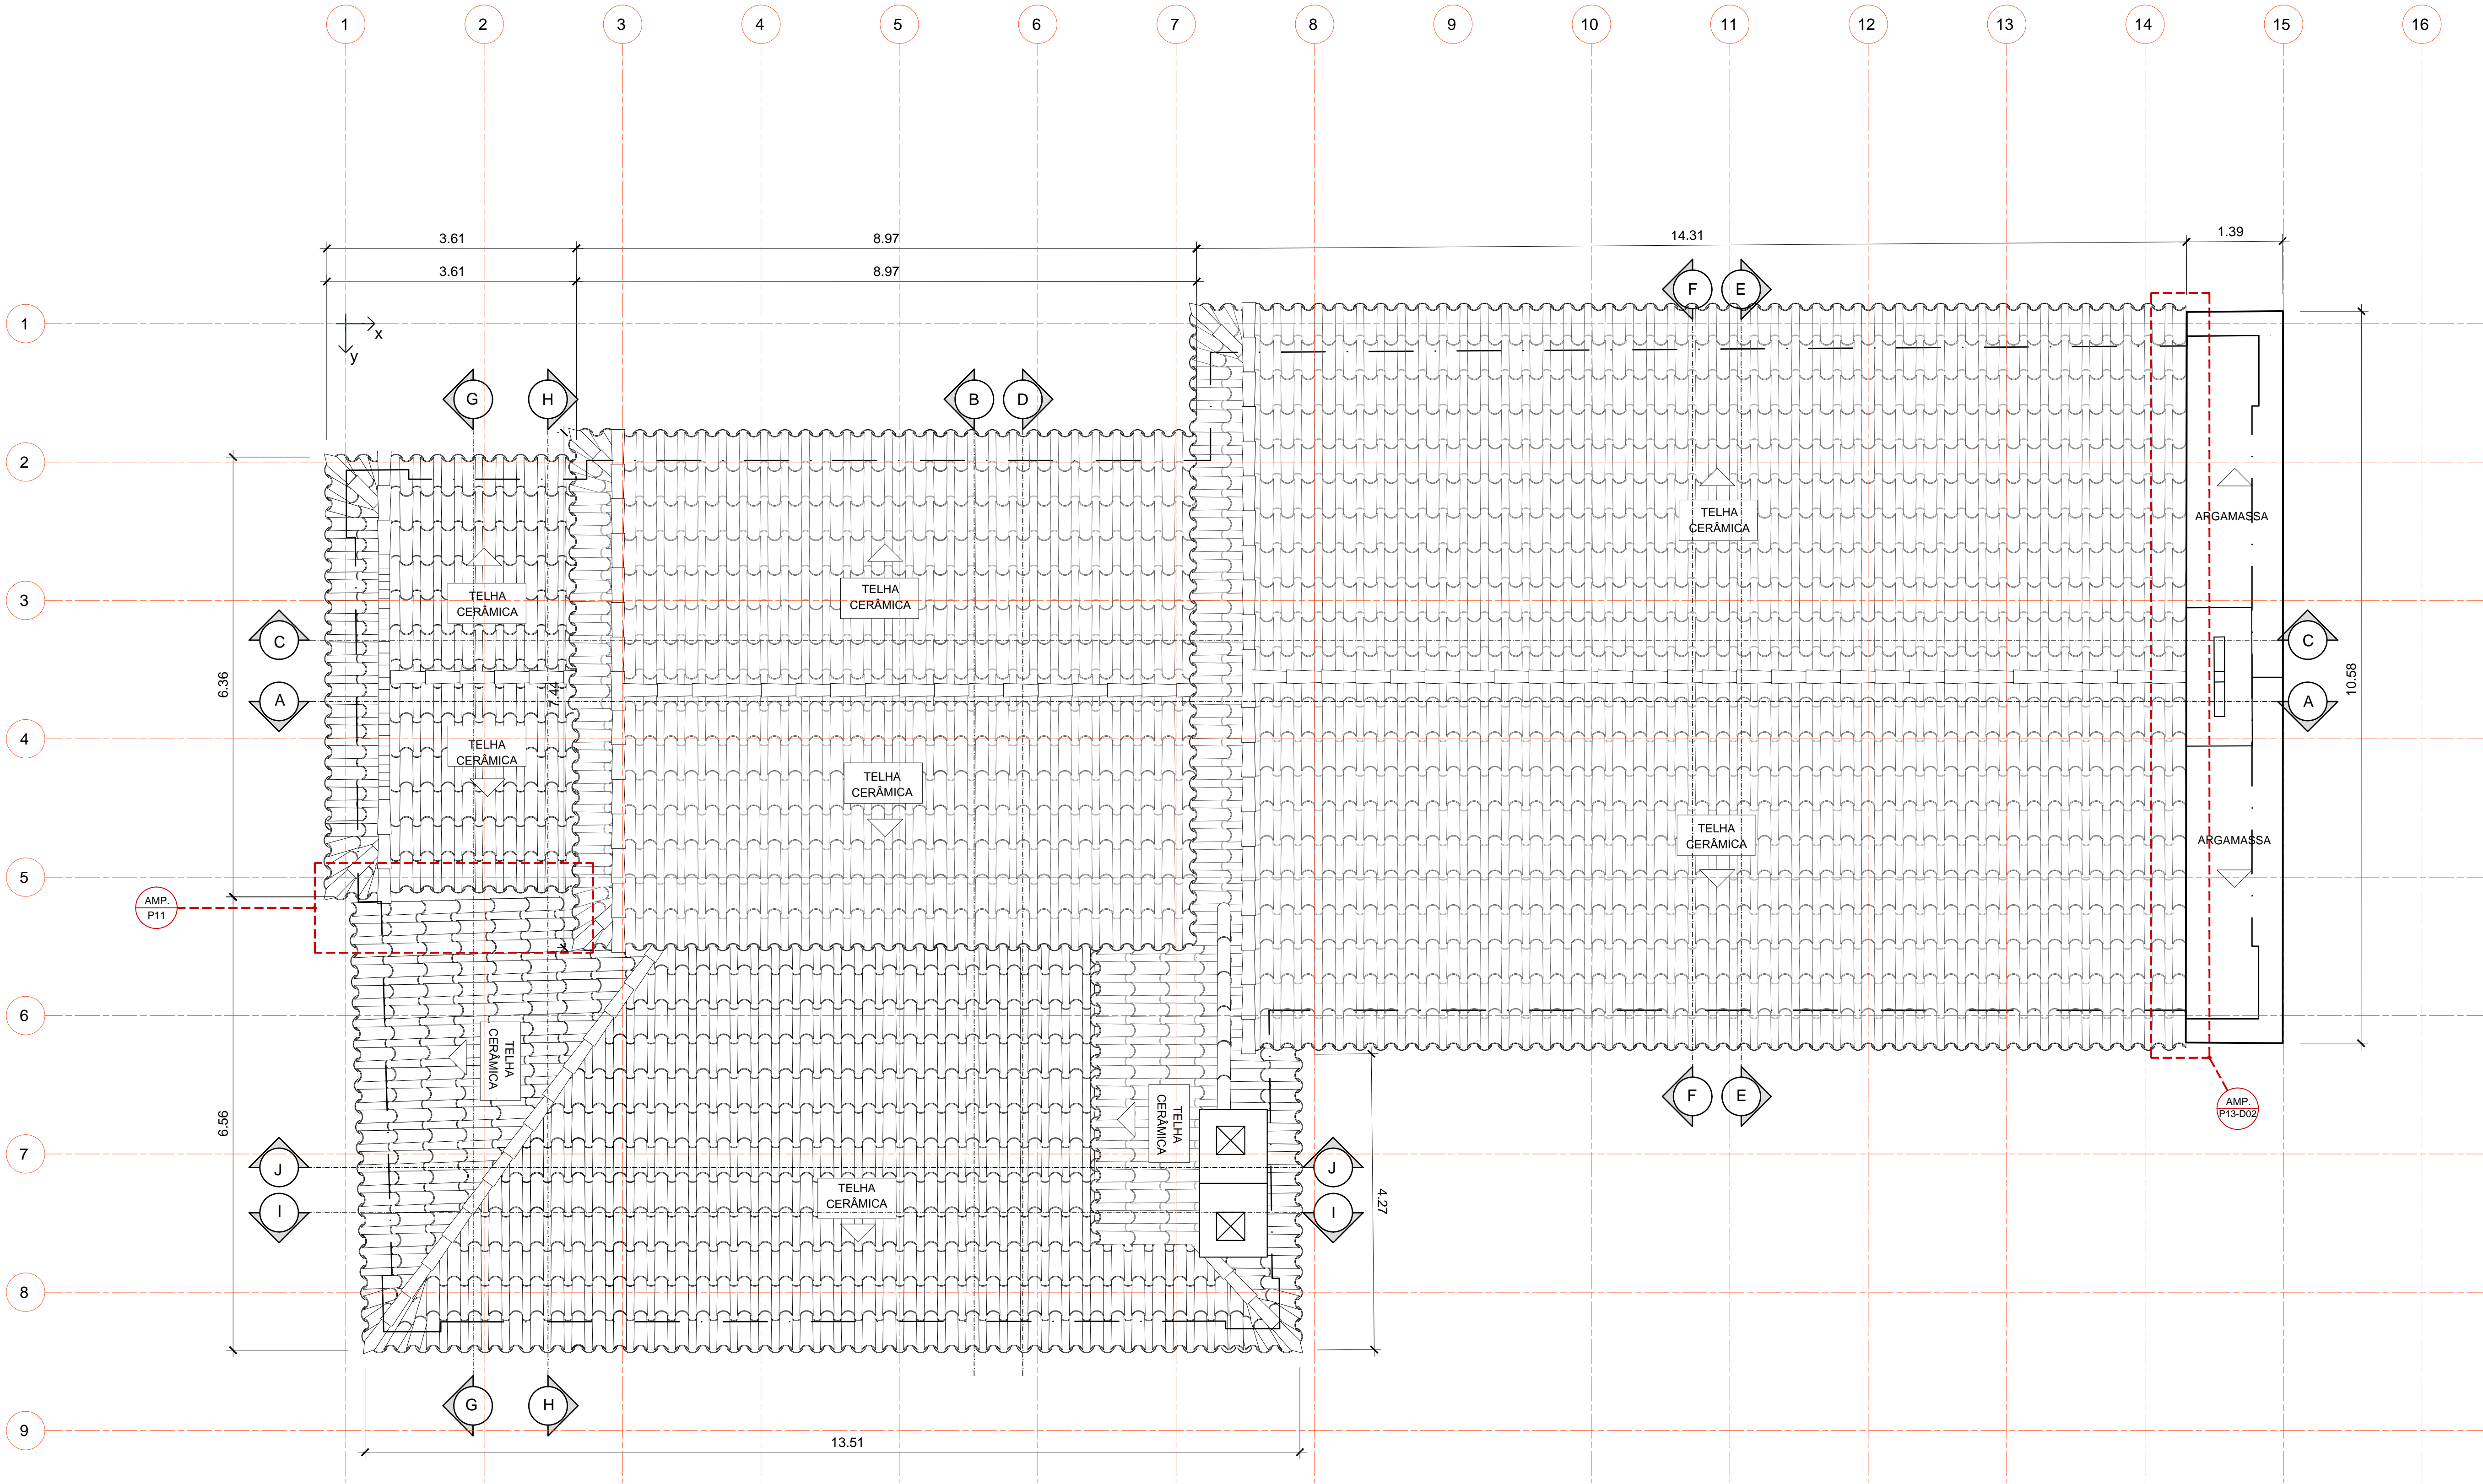 1 2 3 4 5 6 7 8 9 10 11 12 13 14 15 16
3.61 8.97 14.31 1.39
3.61 8.97
F E
1
x
y
G H B D
2
6.36
7.44
10.58
TELHA
CERÂMICA
TELHA
CERÂMICA
TELHA
CERÂMICA
ARGAMASSA
3
C C
A A
4
TELHA
CERÂMICA
TELHA
CERÂMICA
TELHA
CERÂMICA
ARGAMASSA
5
AMP.
P11
6
TELHA
CERÂMICA
TELHA
CERÂMICA
F E
AMP.
P13-D02
6.56
7
J J
I I
4.27
TELHA
CERÂMICA
8
G H
9
13.51